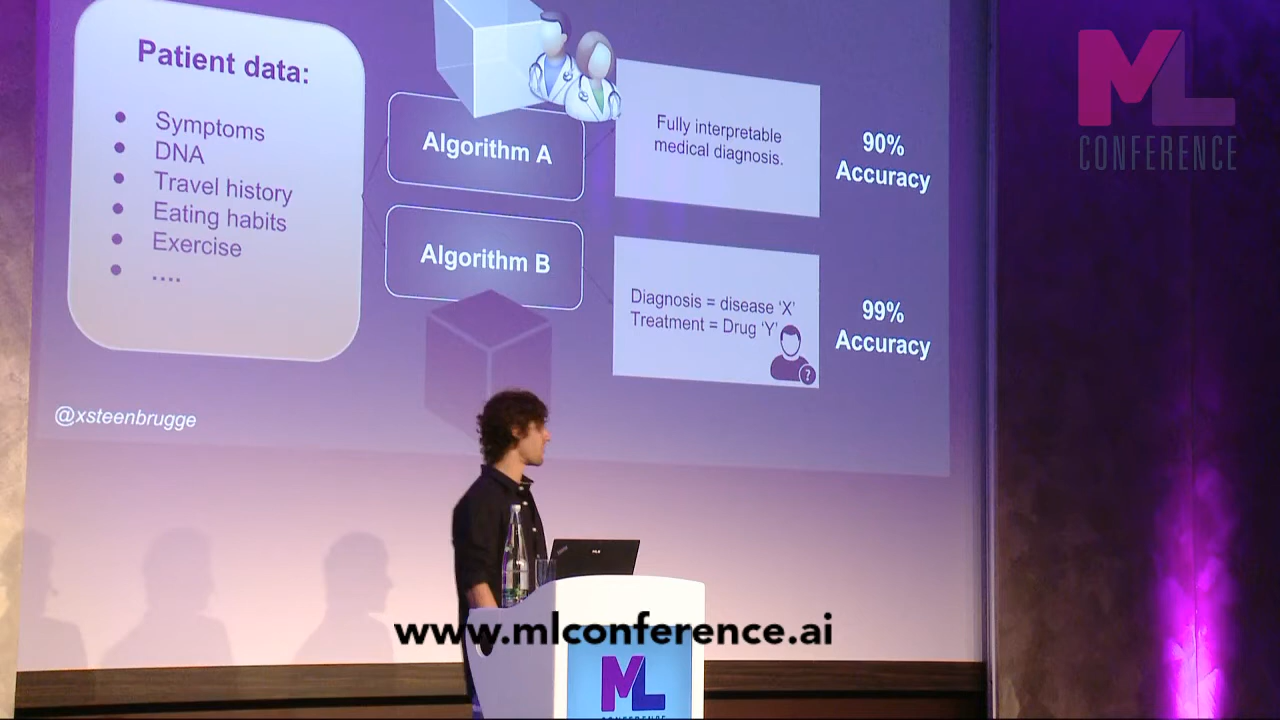 Patient data:
Symptoms
DNA
Travel history
Eating habits
Exercise
....
Algorithm A
Algorithm B
Fully interpretable
medical diagnosis.
90%
Accuracy
Diagnosis = disease ‘X’
Treatment = Drug ‘Y’
?
99%
Accuracy
@xsteenbrugge
ML
CONFERENCE
www.mlconference.ai
ML
CONFERENCE